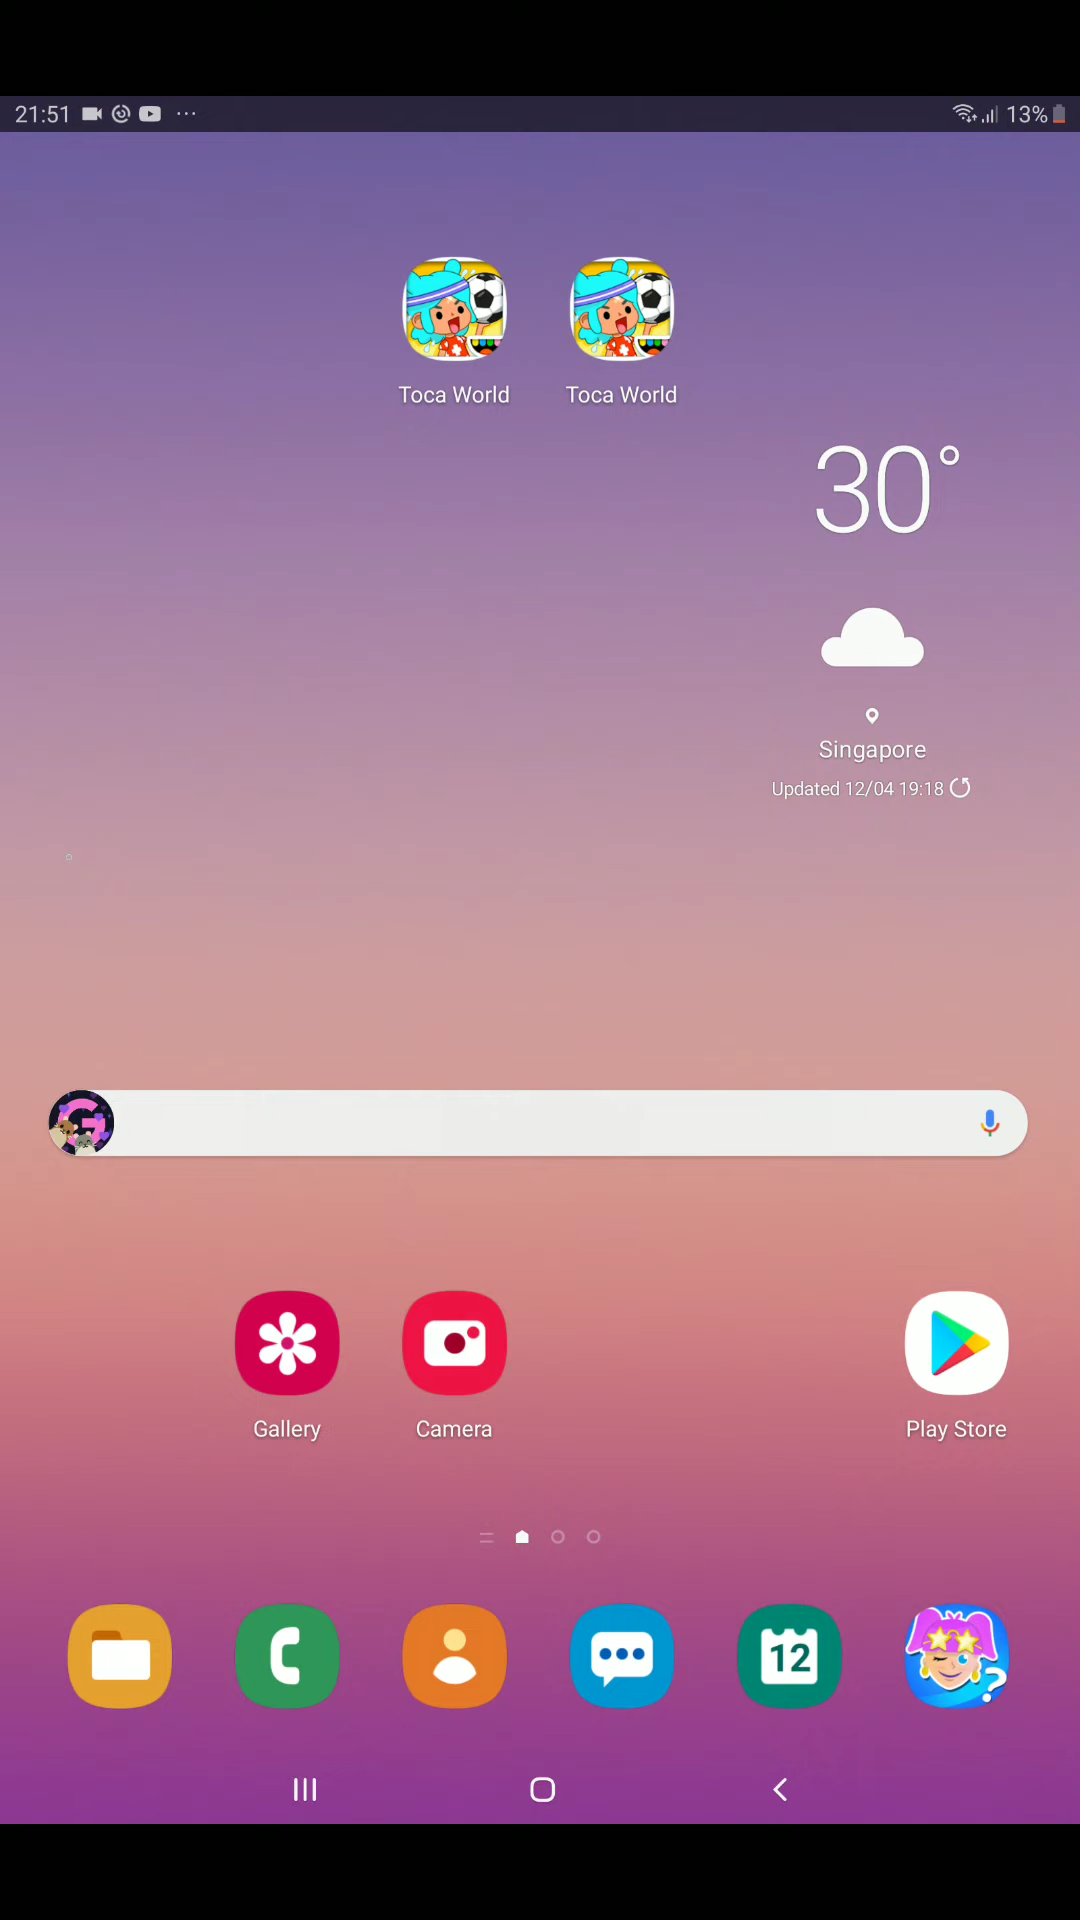 21:51
13%
Toca World Toca World
30°
Singapore
Updated 12/04 19:18
Gallery Camera Play Store
12
?